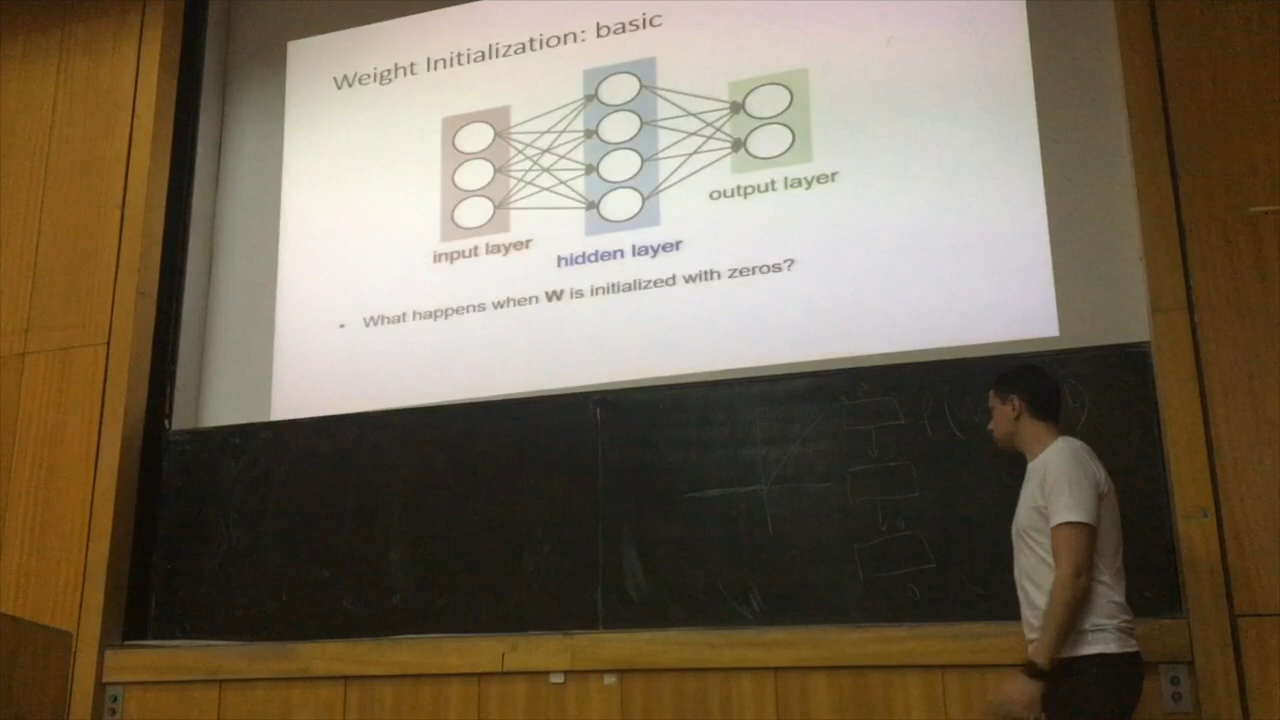 Weight Initialization: basic
input layer
hidden layer
output layer
• What happens when W is initialized with zeros?